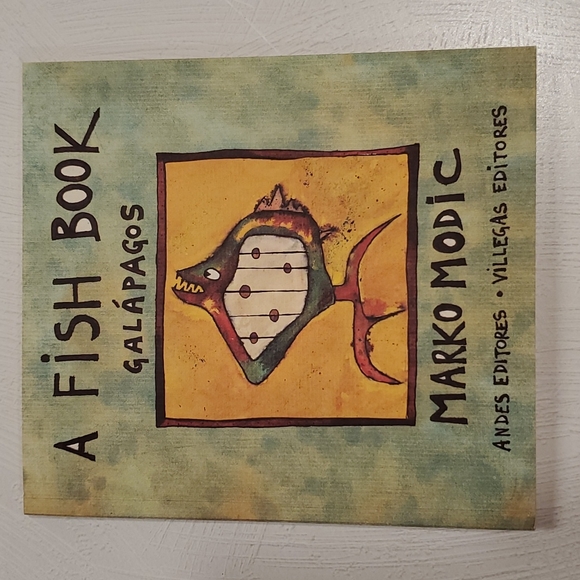 A FiSH BOOK
GALÁPAGOS
MARKO MODiC
ANDES EDITORES • ViLLEGAS EDITORES